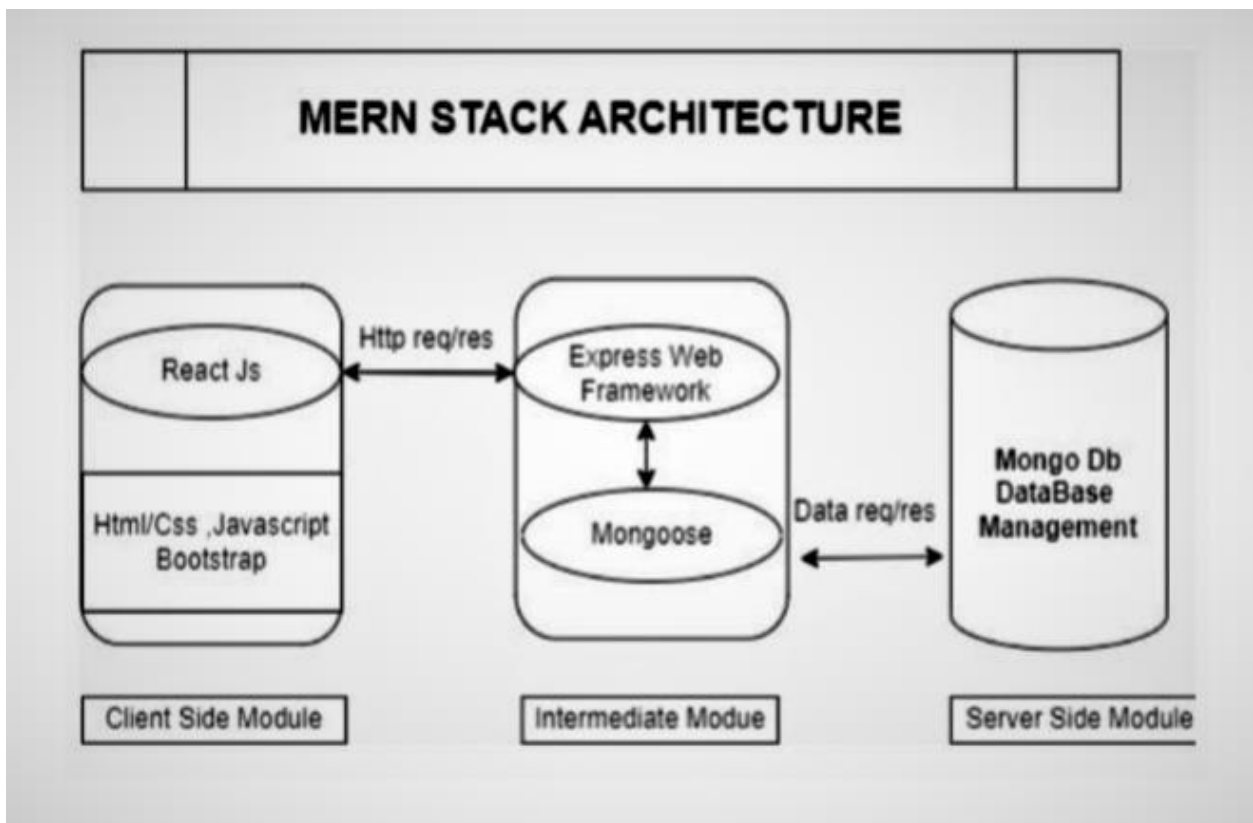 MERN STACK ARCHITECTURE
Http req/res
React Js
Express Web
Framework
Html/Css ,Javascript
Bootstrap
Mongoose
Data req/res
Mongo Db
DataBase
Management
Client Side Module
Intermediate Modue
Server Side Module